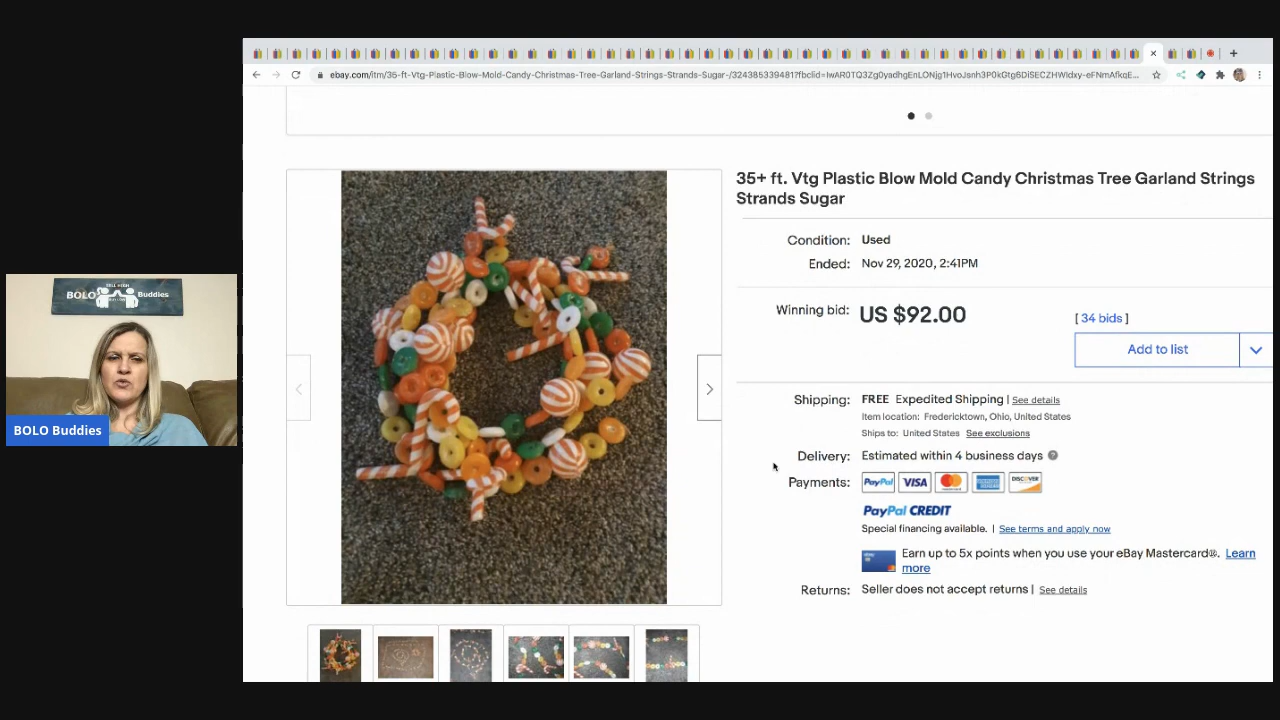 ebay.com/itm/35-ft-Vtg-Plastic-Blow-Mold-Candy-Christmas-Tree-Garland-Strings-Strands-Sugar-/
35+ ft. Vtg Plastic Blow Mold Candy Christmas Tree Garland Strings
Strands Sugar
Condition: Used
Ended: Nov 29, 2020, 2:41PM
Winning bid: US $92.00 [ 34 bids ]
Add to list
Shipping: FREE Expedited Shipping | See details
Item location: Fredericktown, Ohio, United States
Ships to: United States See exclusions
Delivery: Estimated within 4 business days ?
Payments: PayPal VISA MasterCard DISCOVER
PayPal CREDIT
Special financing available. | See terms and apply now
Earn up to 5x points when you use your eBay Mastercard®. Learn
more
Returns: Seller does not accept returns | See details
SELL HIGH
BOLO Buddies
BOLO Buddies